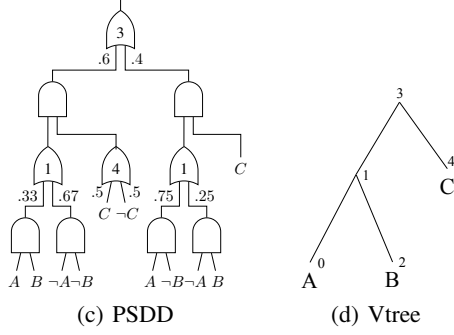 3
.6 .4
3
1 4 1 C 1 4
.33 .67 .5 .5 .75 .25 C
C ¬C
0 2
A B ¬A ¬B A ¬B ¬A B A B
(c) PSDD (d) Vtree